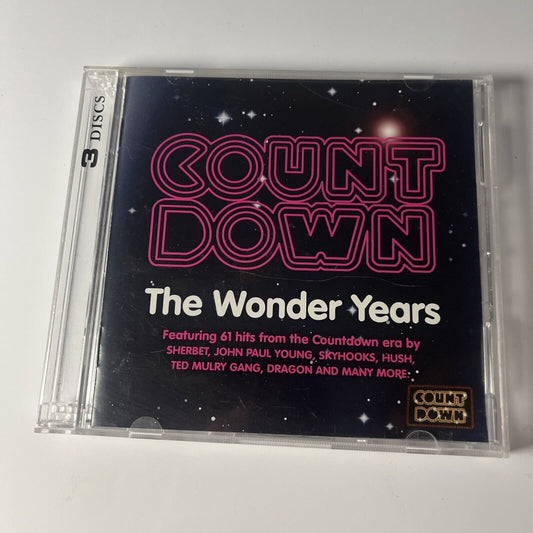 3 DISCS
COUNT
DOWN
The Wonder Years
Featuring 61 hits from the Countdown era by
SHERBET, JOHN PAUL YOUNG, SKYHOOKS, HUSH,
TED MULRY GANG, DRAGON AND MANY MORE.
COUNT
DOWN